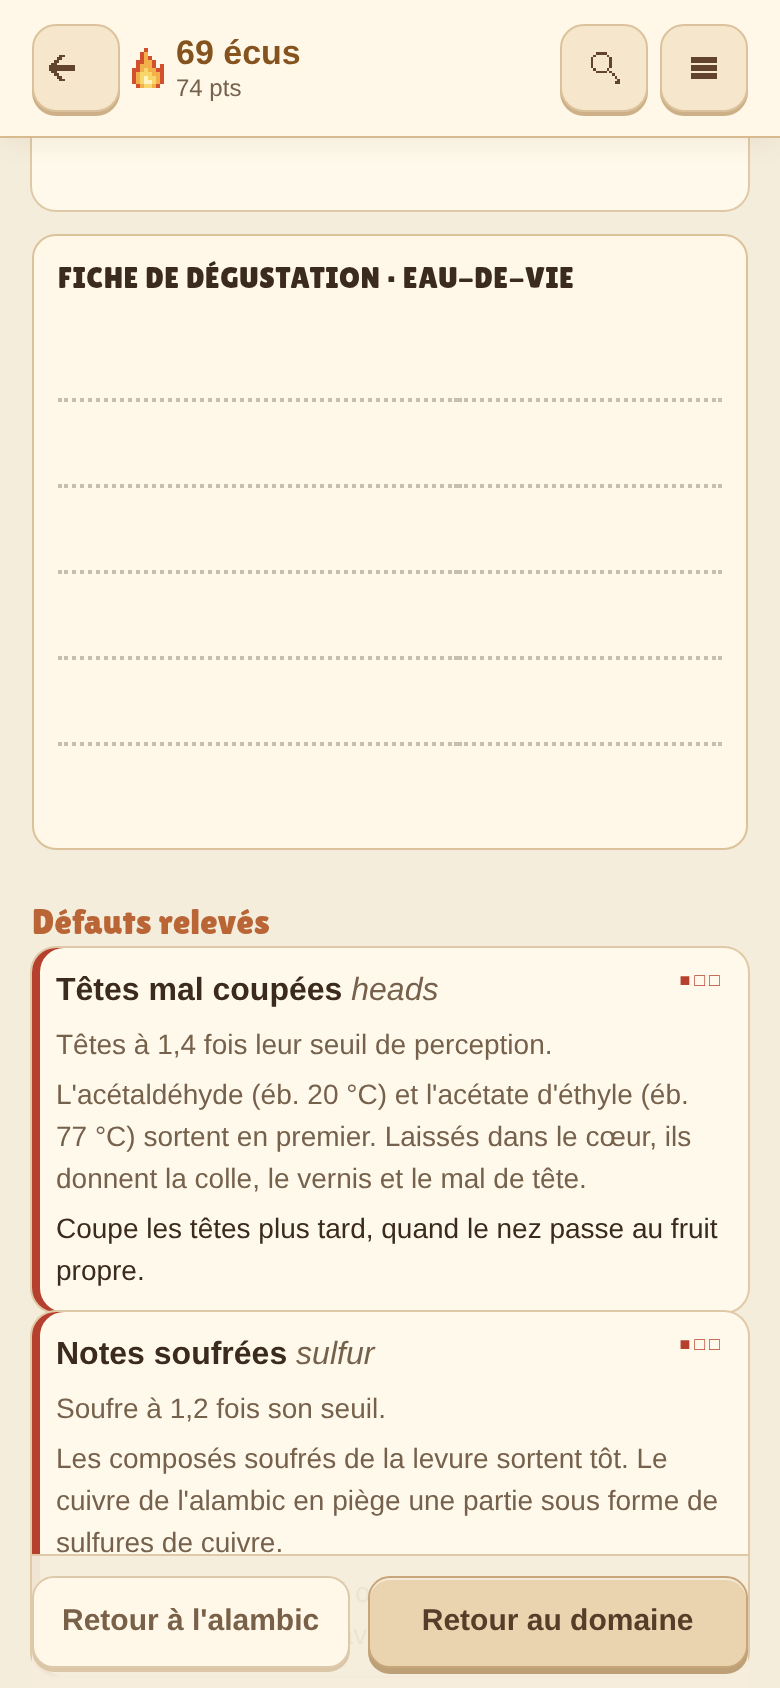 69 écus
74 pts
FICHE DE DÉGUSTATION · EAU-DE-VIE
Défauts relevés
Têtes mal coupées heads
Têtes à 1,4 fois leur seuil de perception.
L'acétaldéhyde (éb. 20 °C) et l'acétate d'éthyle (éb.
77 °C) sortent en premier. Laissés dans le cœur, ils
donnent la colle, le vernis et le mal de tête.
Coupe les têtes plus tard, quand le nez passe au fruit
propre.
Notes soufrées sulfur
Soufre à 1,2 fois son seuil.
Les composés soufrés de la levure sortent tôt. Le
cuivre de l'alambic en piège une partie sous forme de
sulfures de cuivre.
Retour à l'alambic
Retour au domaine